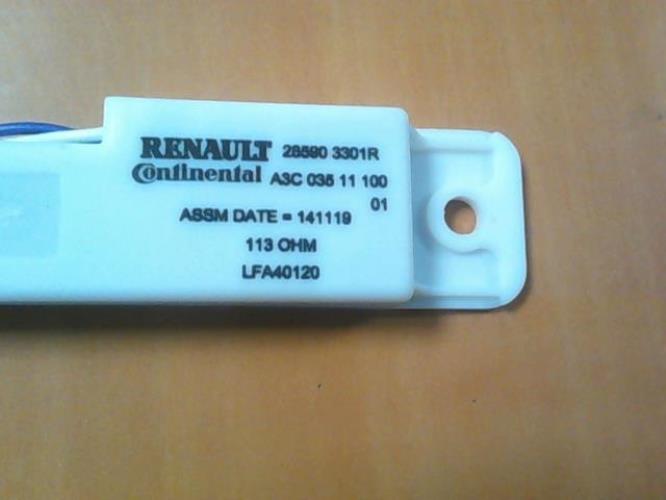 RENAULT 28590 3301R
Continental A3C 035 11 100
01
ASSM DATE = 141119
113 OHM
LFA40120